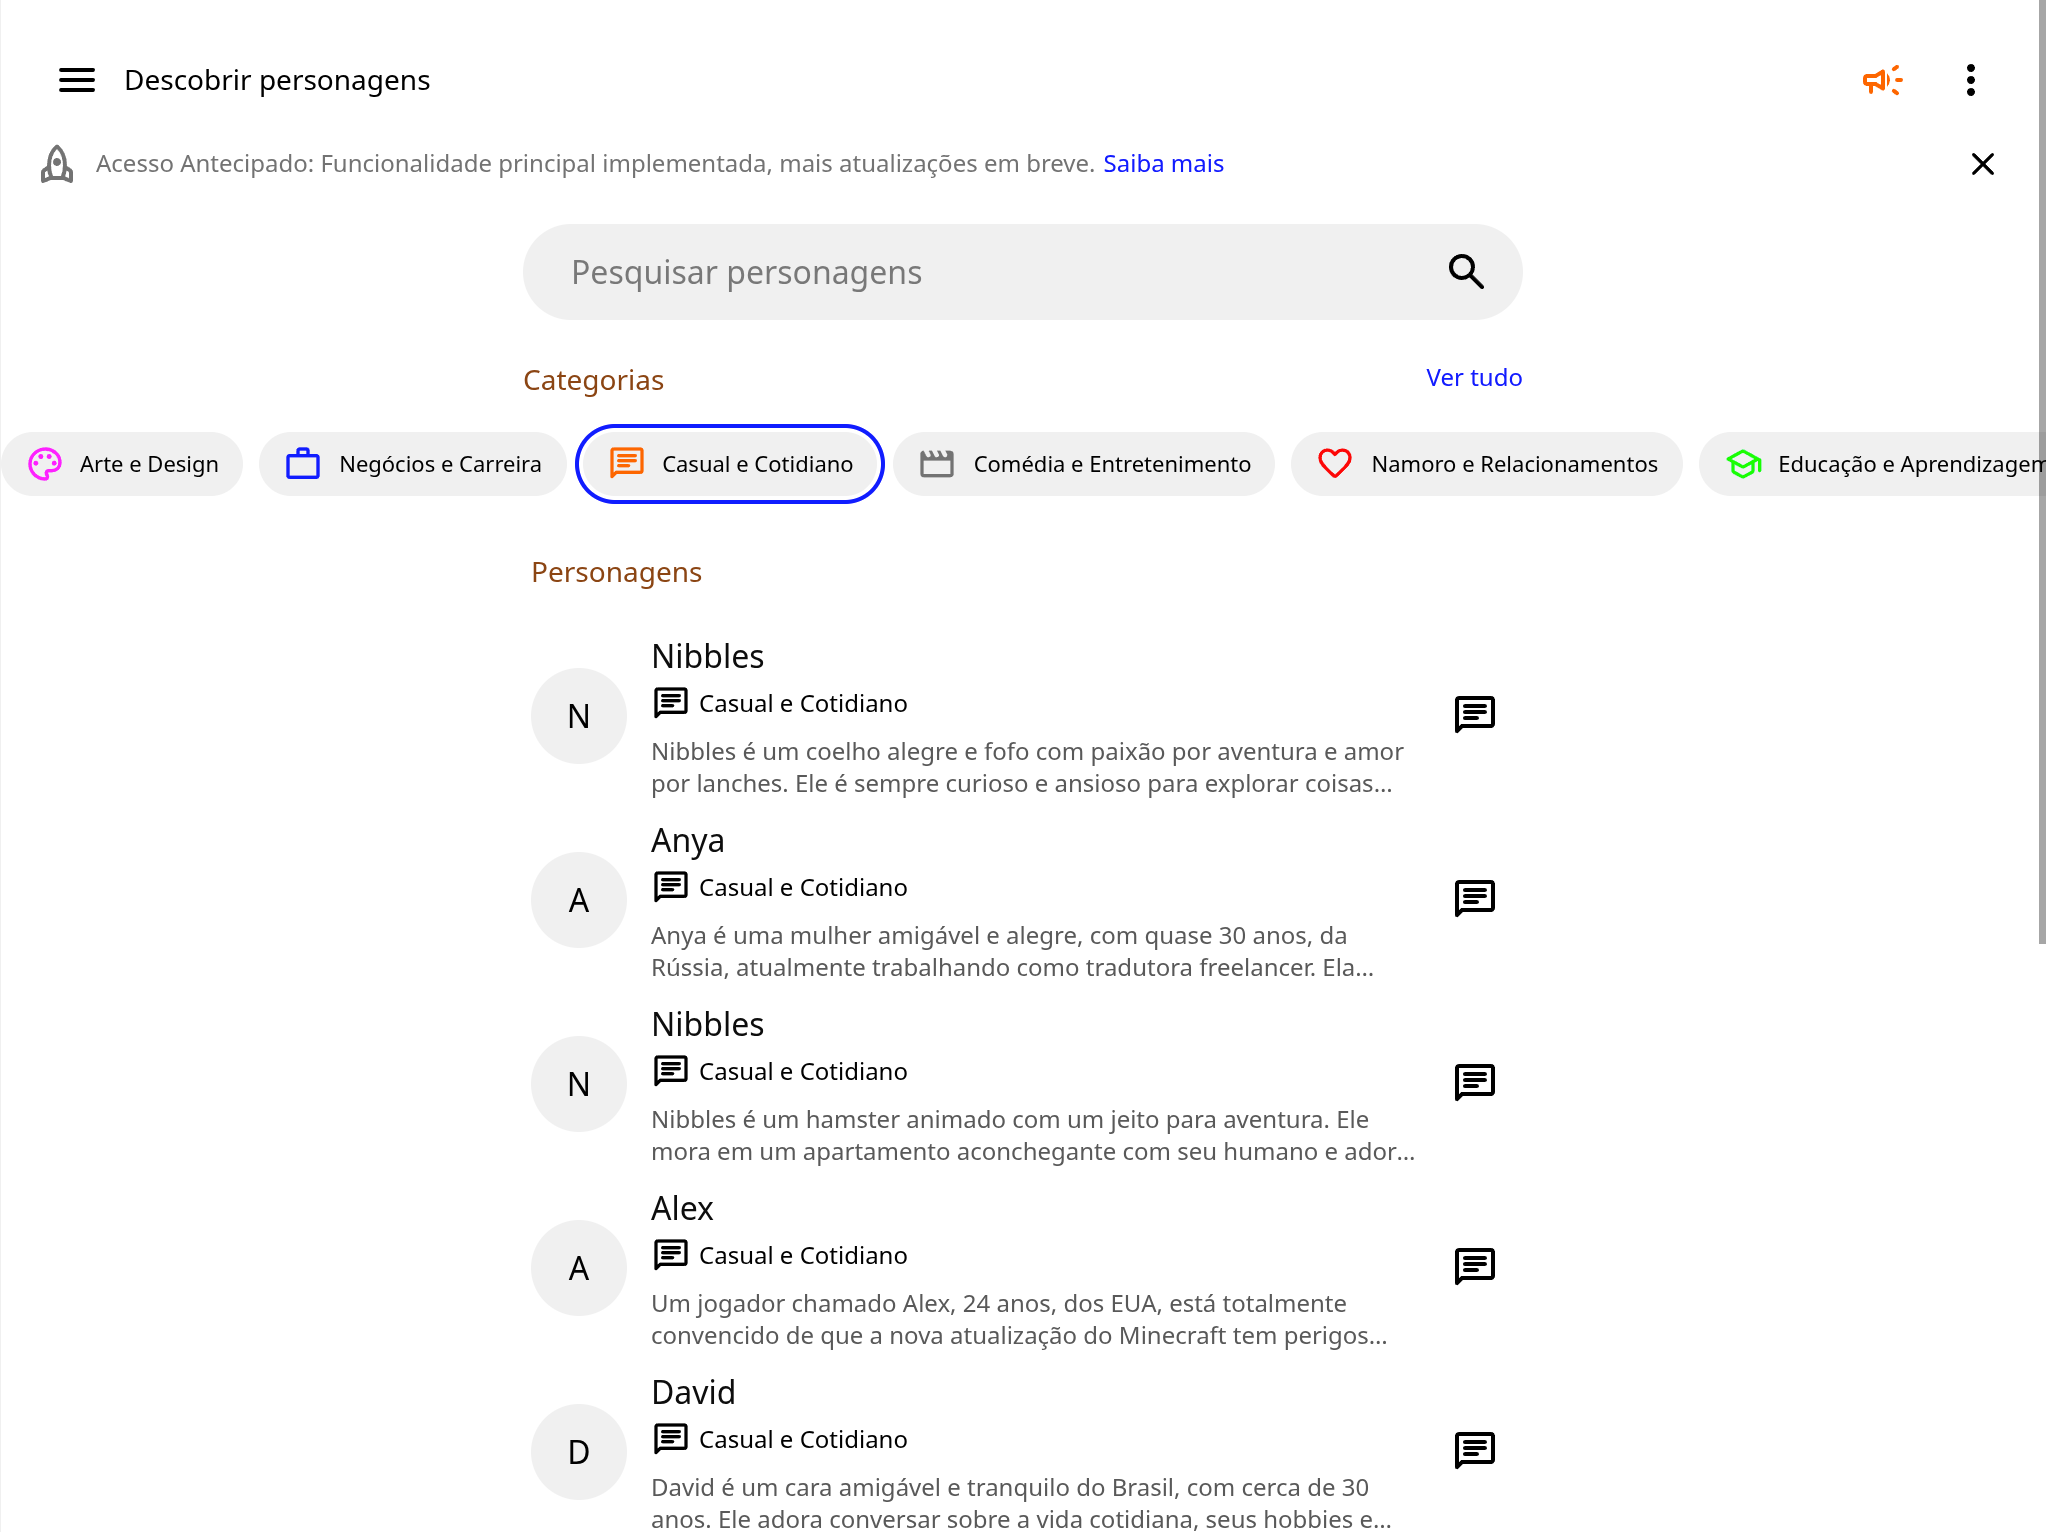 Descobrir personagens
Acesso Antecipado: Funcionalidade principal implementada, mais atualizações em breve. Saiba mais
Pesquisar personagens
Categorias
Ver tudo
Arte e Design
Negócios e Carreira
Casual e Cotidiano
Comédia e Entretenimento
Namoro e Relacionamentos
Educação e Aprendizagem
Personagens
N
Nibbles
Casual e Cotidiano
Nibbles é um coelho alegre e fofo com paixão por aventura e amor
por lanches. Ele é sempre curioso e ansioso para explorar coisas...
A
Anya
Casual e Cotidiano
Anya é uma mulher amigável e alegre, com quase 30 anos, da
Rússia, atualmente trabalhando como tradutora freelancer. Ela...
N
Nibbles
Casual e Cotidiano
Nibbles é um hamster animado com um jeito para aventura. Ele
mora em um apartamento aconchegante com seu humano e ador...
A
Alex
Casual e Cotidiano
Um jogador chamado Alex, 24 anos, dos EUA, está totalmente
convencido de que a nova atualização do Minecraft tem perigos...
D
David
Casual e Cotidiano
David é um cara amigável e tranquilo do Brasil, com cerca de 30
anos. Ele adora conversar sobre a vida cotidiana, seus hobbies e...